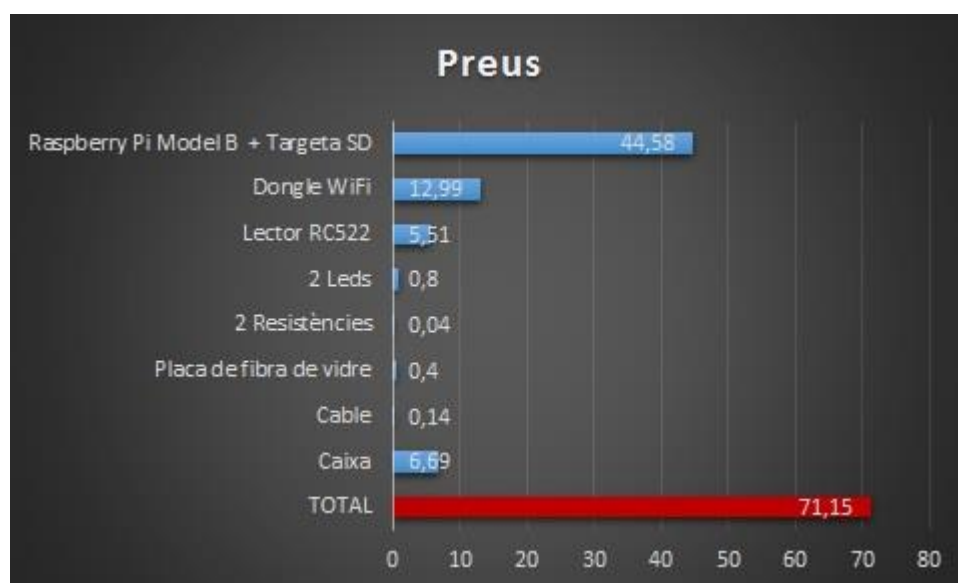 Preus
Raspberry Pi Model B + Targeta SD 44,58
Dongle WiFi 12,99
Lector RC522 5,51
2 Leds 0,8
2 Resistències 0,04
Placa de fibra de vidre 0,4
Cable 0,14
Caixa 6,69
TOTAL 71,15
0 10 20 30 40 50 60 70 80